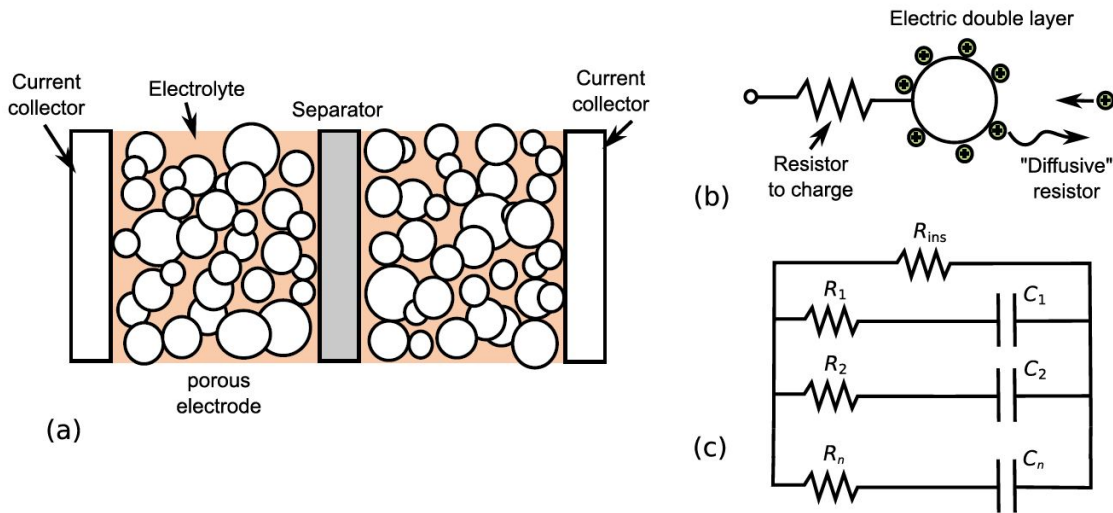 Current
collector
Electrolyte
Separator
Current
collector
porous
electrode
(a)
(b)
Electric double layer
+
+
+
+
+
+
+
+
Resistor
to charge
"Diffusive"
resistor
(c)
R_ins
R_1
C_1
R_2
C_2
R_n
C_n